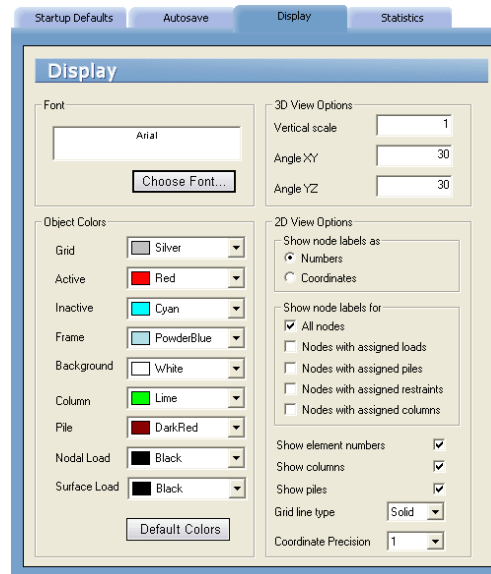 Startup Defaults
Autosave
Display
Statistics
Display
Font
Arial
Choose Font...
3D View Options
Vertical scale 1
Angle XY 30
Angle YZ 30
Object Colors
Grid Silver
Active Red
Inactive Cyan
Frame PowderBlue
Background White
Column Lime
Pile DarkRed
Nodal Load Black
Surface Load Black
Default Colors
2D View Options
Show node labels as
Numbers
Coordinates
Show node labels for
All nodes
Nodes with assigned loads
Nodes with assigned piles
Nodes with assigned restraints
Nodes with assigned columns
Show element numbers
Show columns
Show piles
Grid line type Solid
Coordinate Precision 1